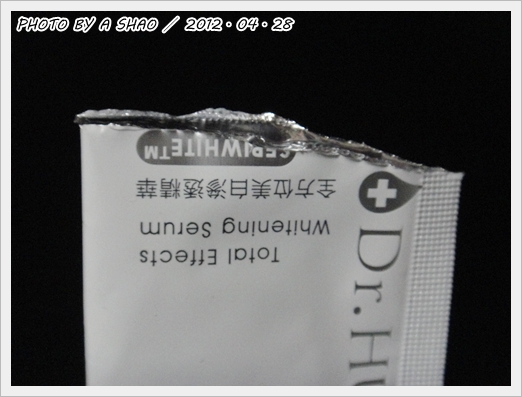 PHOTO BY A SHAO / 2012·04·28
Dr.H
Total Effects
Whitening Serum
全方位美白滲透精華
SEPIWHITE™